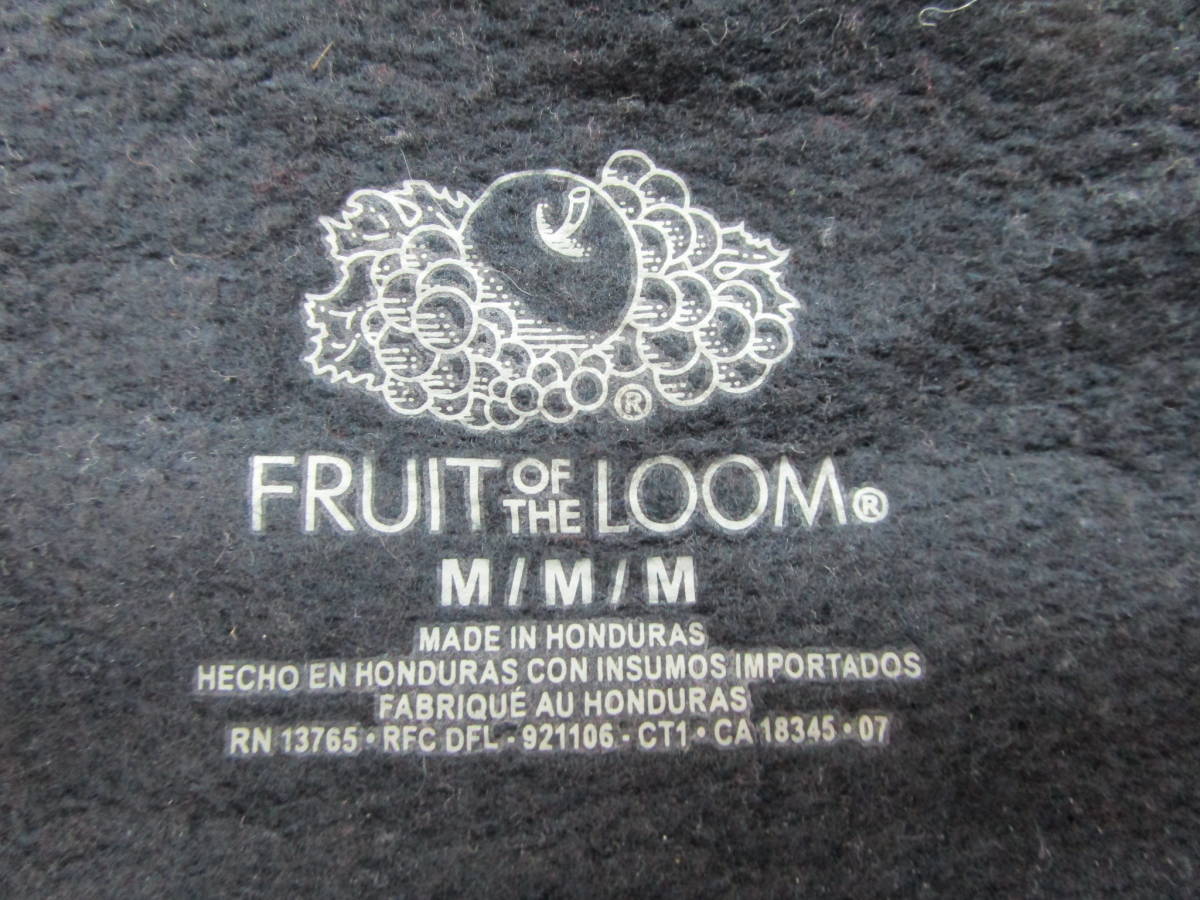 ®
FRUIT OF THE LOOM®
M / M / M
MADE IN HONDURAS
HECHO EN HONDURAS CON INSUMOS IMPORTADOS
FABRIQUÉ AU HONDURAS
RN 13765 • RFC DFL - 921106 - CT1 • CA 18345 • 07